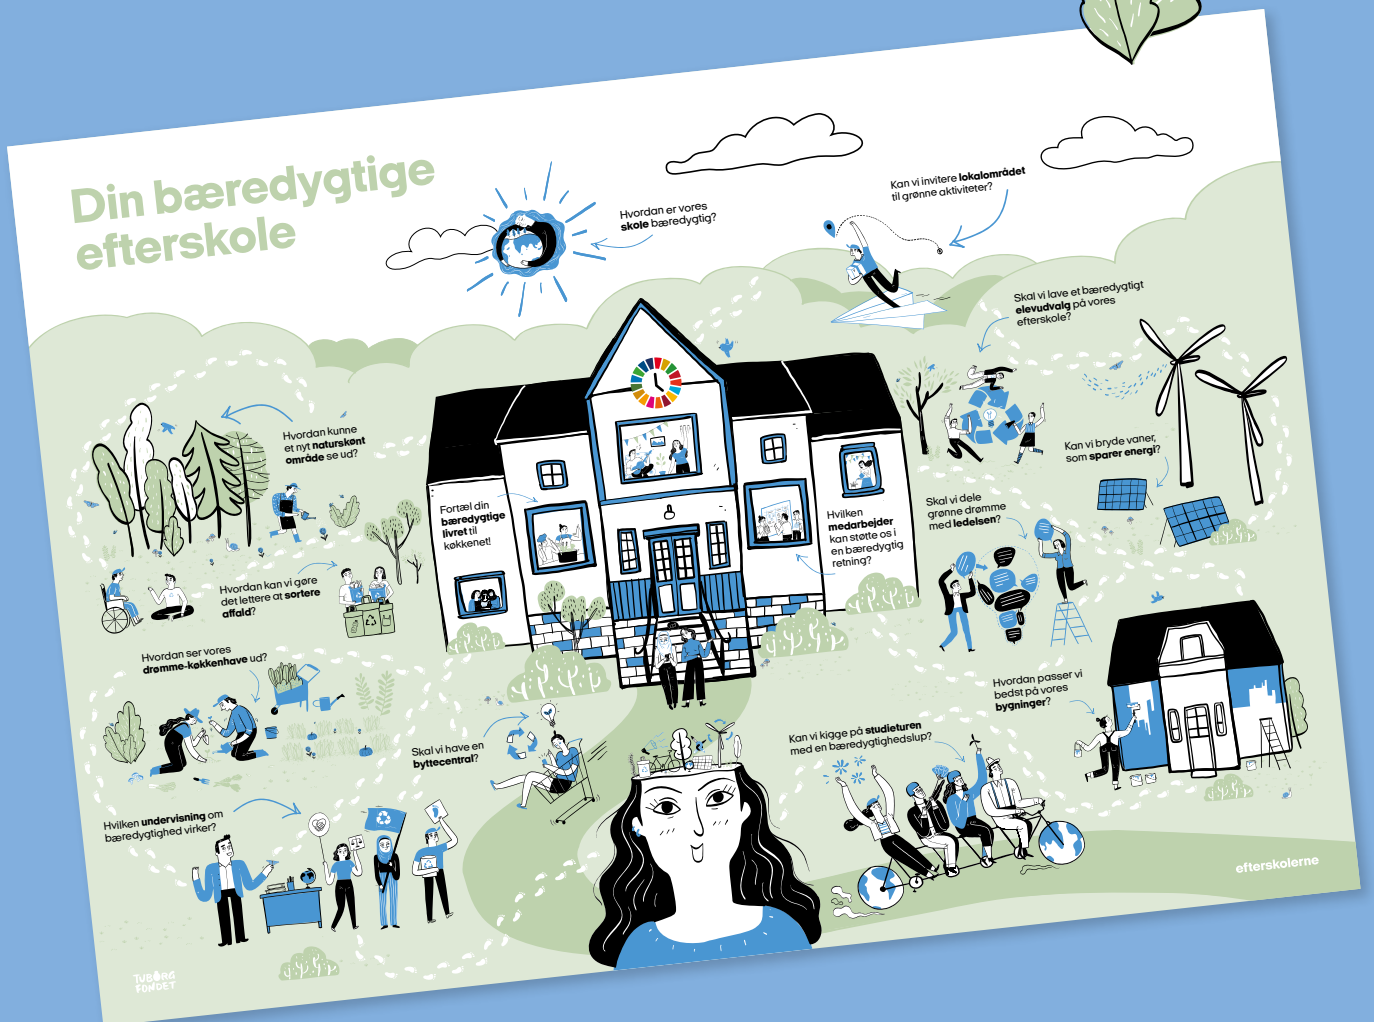 Din bæredygtige
efterskole
Hvordan er vores
skole bæredygtig?
Kan vi invitere lokalområdet
til grønne aktiviteter?
Skal vi lave et bæredygtigt
elevudvalg på vores
efterskole?
Hvordan kunne
et nyt naturskønt
område se ud?
Kan vi bryde vaner,
som sparer energi?
Fortæl din
bæredygtige
livret til
køkkenet!
Hvilken
medarbejder
kan støtte os i
en bæredygtig
retning?
Skal vi dele
grønne drømme
med ledelsen?
Hvordan kan vi gøre
det lettere at sortere
affald?
Hvordan ser vores
drømme-køkkenhave ud?
Hvordan passer vi
bedst på vores
bygninger?
Skal vi have en
byttecentral?
Kan vi kigge på studieturen
med en bæredygtighedslup?
Hvilken undervisning om
bæredygtighed virker?
efterskolerne
TUBORG
FONDET